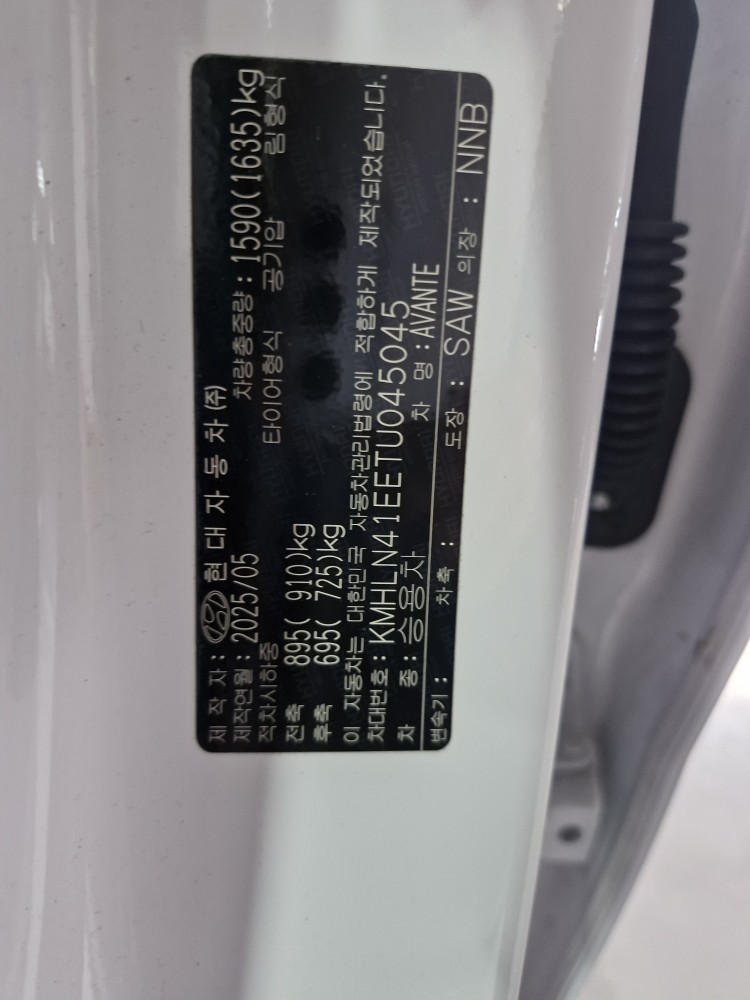 제 작 자 : 현 대 자 동 차 (주)
제작연월 : 2025/05 차량총중량 : 1590(1635)kg
적차시하중 타이어형식 공기압 림형식
전축 895( 910)kg
후축 695( 725)kg
이 자동차는 대한민국 자동차관리법령에 적합하게 제작되었습니다.
차대번호 : KMHLN41EETU045045
차 종 : 승용차 차 명 : AVANTE
변속기 : 차축 : 도장 : SAW 의장 : NNB